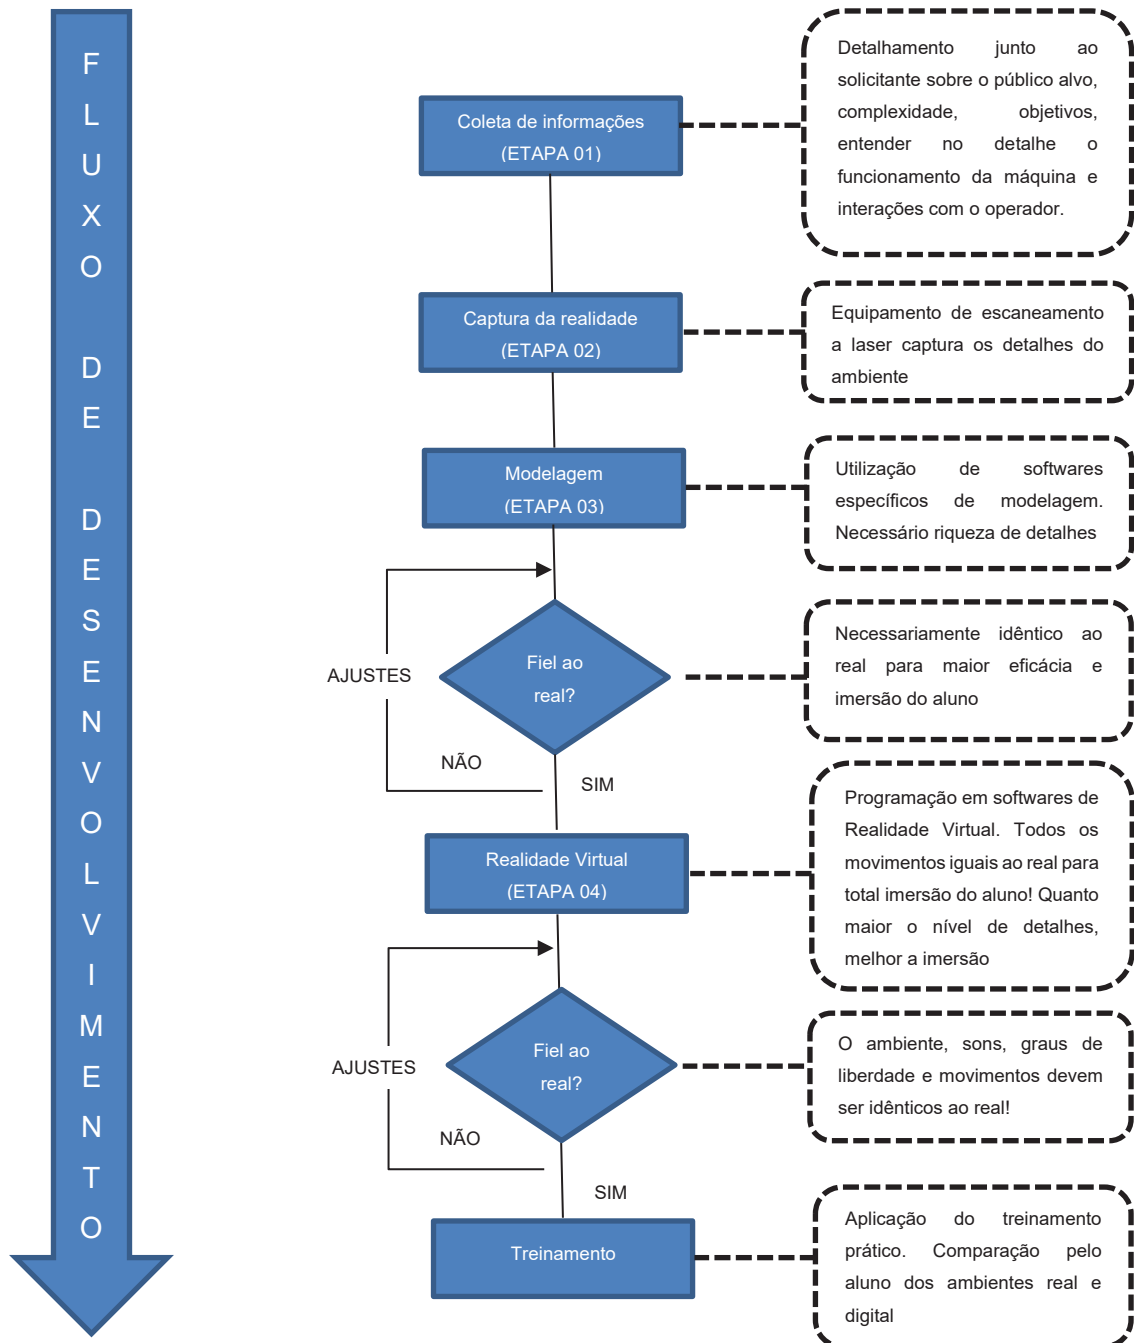 FLUXO DE DESENVOLVIMENTO
Coleta de informações
(ETAPA 01)
Detalhamento junto ao
solicitante sobre o público alvo,
complexidade, objetivos,
entender no detalhe o
funcionamento da máquina e
interações com o operador.
Captura da realidade
(ETAPA 02)
Equipamento de escaneamento
a laser captura os detalhes do
ambiente
Modelagem
(ETAPA 03)
Utilização de softwares
específicos de modelagem.
Necessário riqueza de detalhes
Fiel ao
real?
AJUSTES
NÃO
SIM
Necessariamente idêntico ao
real para maior eficácia e
imersão do aluno
Realidade Virtual
(ETAPA 04)
Programação em softwares de
Realidade Virtual. Todos os
movimentos iguais ao real para
total imersão do aluno! Quanto
maior o nível de detalhes,
melhor a imersão
Fiel ao
real?
AJUSTES
NÃO
SIM
O ambiente, sons, graus de
liberdade e movimentos devem
ser idênticos ao real!
Treinamento
Aplicação do treinamento
prático. Comparação pelo
aluno dos ambientes real e
digital